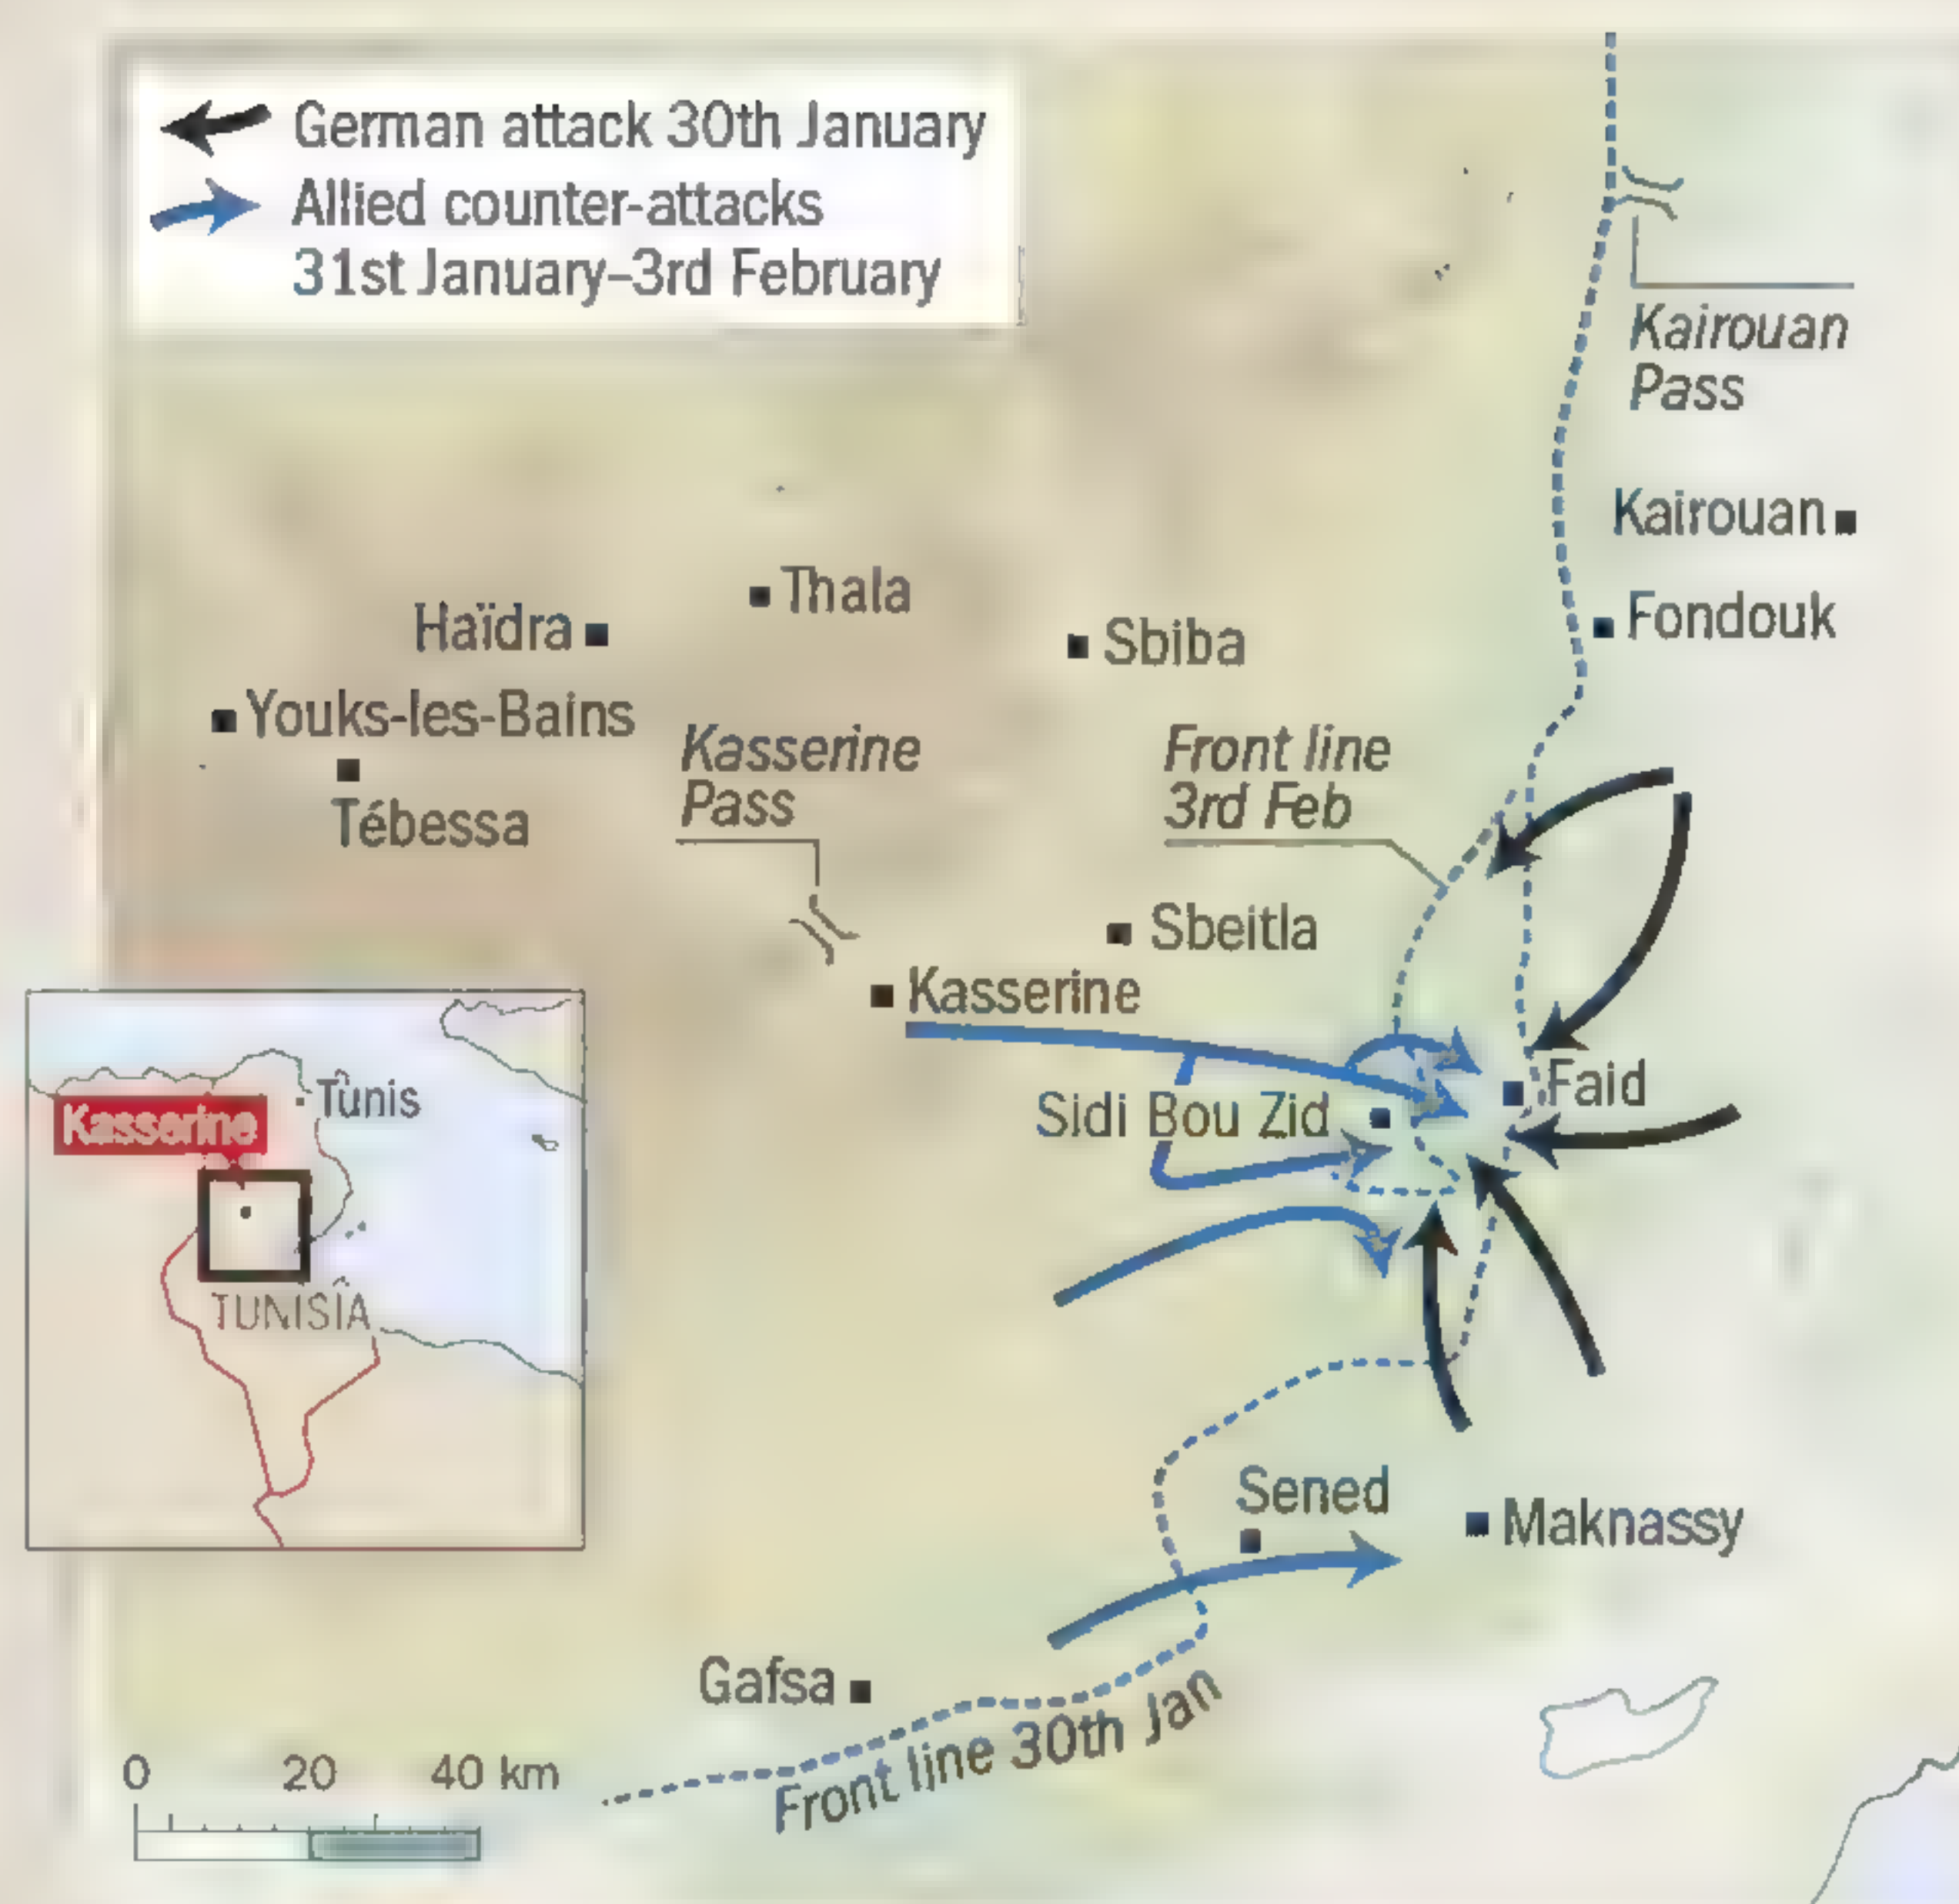 German attack 30th January
Allied counter-attacks
31st January–3rd February
Kairouan
Pass
Kairouan
Thala
Haïdra
Sbiba
Fondouk
Youks-les-Bains
Kasserine
Pass
Front line
3rd Feb
Tébessa
Sbeitla
Kasserine
Faid
Sidi Bou Zid
Tunis
Kasserine
TUNISIA
Sened
Maknassy
Gafsa
Front line 30th Jan
0 20 40 km